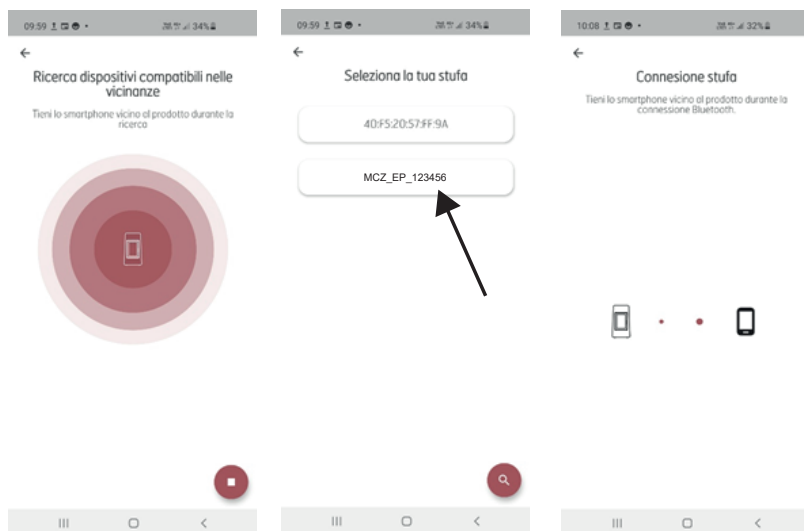 09:59
34%
Ricerca dispositivi compatibili nelle
vicinanze
Tieni lo smartphone vicino al prodotto durante la
ricerca
09:59
34%
Seleziona la tua stufa
40:F5:20:57:FF:9A
MCZ_EP_123456
10:08
32%
Connesione stufa
Tieni lo smartphone vicino al prodotto durante la
connessione Bluetooth.